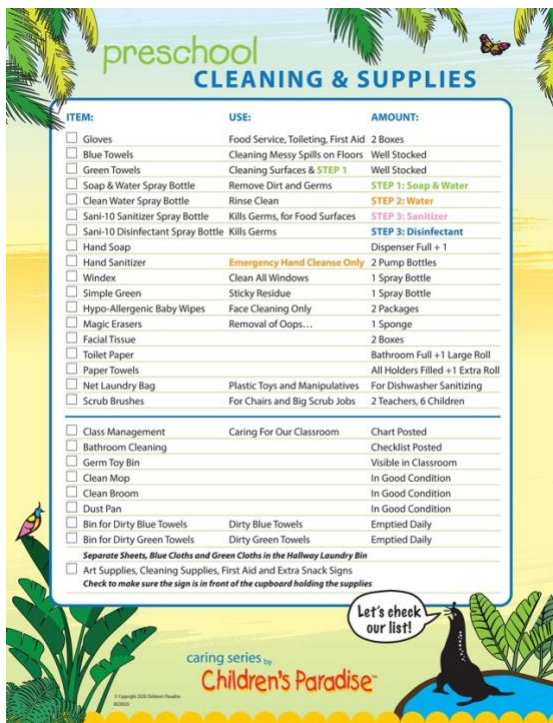 preschool
CLEANING & SUPPLIES
ITEM: USE: AMOUNT:
Gloves Food Service, Toileting, First Aid 2 Boxes
Blue Towels Cleaning Messy Spills on Floors Well Stocked
Green Towels Cleaning Surfaces & STEP 1 Well Stocked
Soap & Water Spray Bottle Remove Dirt and Germs STEP 1: Soap & Water
Clean Water Spray Bottle Rinse Clean STEP 2: Water
Sani-10 Sanitizer Spray Bottle Kills Germs, for Food Surfaces STEP 3: Sanitizer
Sani-10 Disinfectant Spray Bottle Kills Germs STEP 3: Disinfectant
Hand Soap Dispenser Full + 1
Hand Sanitizer Emergency Hand Cleanse Only 2 Pump Bottles
Windex Clean All Windows 1 Spray Bottle
Simple Green Sticky Residue 1 Spray Bottle
Hypo-Allergenic Baby Wipes Face Cleaning Only 2 Packages
Magic Erasers Removal of Oops... 1 Sponge
Facial Tissue 2 Boxes
Toilet Paper Bathroom Full +1 Large Roll
Paper Towels All Holders Filled +1 Extra Roll
Net Laundry Bag Plastic Toys and Manipulatives For Dishwasher Sanitizing
Scrub Brushes For Chairs and Big Scrub Jobs 2 Teachers, 6 Children
Class Management Caring For Our Classroom Chart Posted
Bathroom Cleaning Checklist Posted
Germ Toy Bin Visible in Classroom
Clean Mop In Good Condition
Clean Broom In Good Condition
Dust Pan In Good Condition
Bin for Dirty Blue Towels Dirty Blue Towels Emptied Daily
Bin for Dirty Green Towels Dirty Green Towels Emptied Daily
Separate Sheets, Blue Cloths and Green Cloths in the Hallway Laundry Bin
Art Supplies, Cleaning Supplies, First Aid and Extra Snack Signs
Check to make sure the sign is in front of the cupboard holding the supplies
Let's check
our list!
caring series by
Children's Paradise™
© Copyright 2020 Children's Paradise